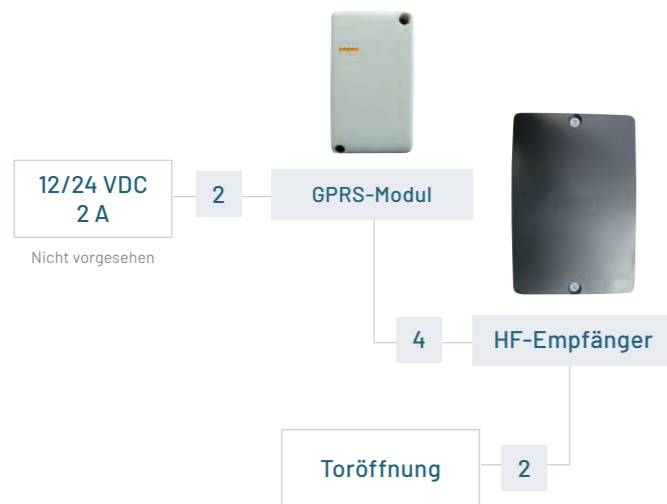 12/24 VDC
2 A
2
GPRS-Modul
Nicht vorgesehen
4
HF-Empfänger
Toröffnung
2